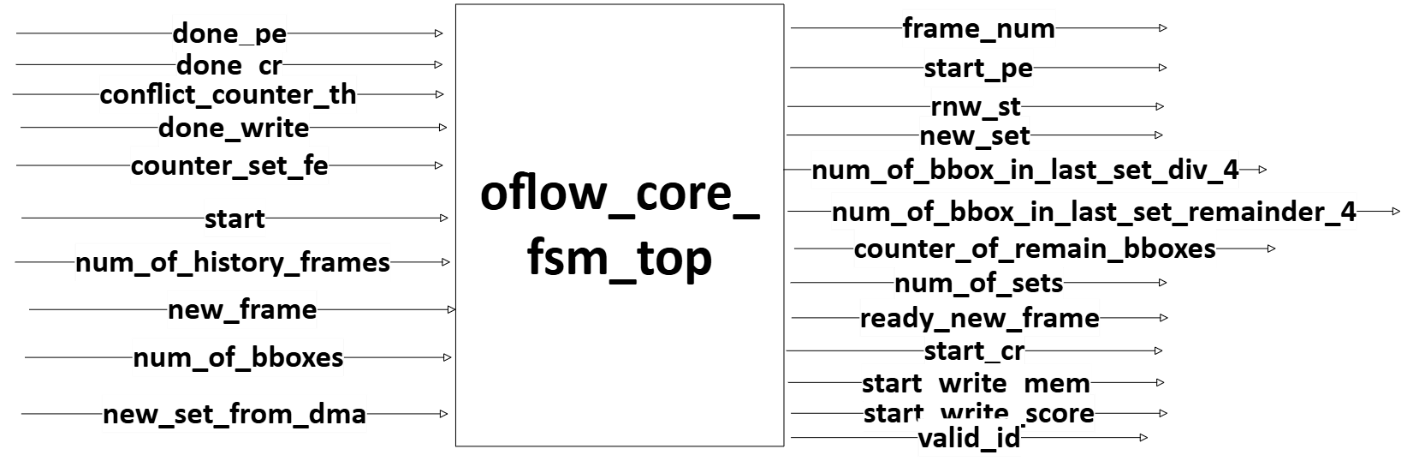 done_pe
done_cr
conflict_counter_th
done_write
counter_set_fe
start
num_of_history_frames
new_frame
num_of_bboxes
new_set_from_dma
oflow_core_
fsm_top
frame_num
start_pe
rnw_st
new_set
num_of_bbox_in_last_set_div_4
num_of_bbox_in_last_set_remainder_4
counter_of_remain_bboxes
num_of_sets
ready_new_frame
start_cr
start_write_mem
start_write_score
valid_id